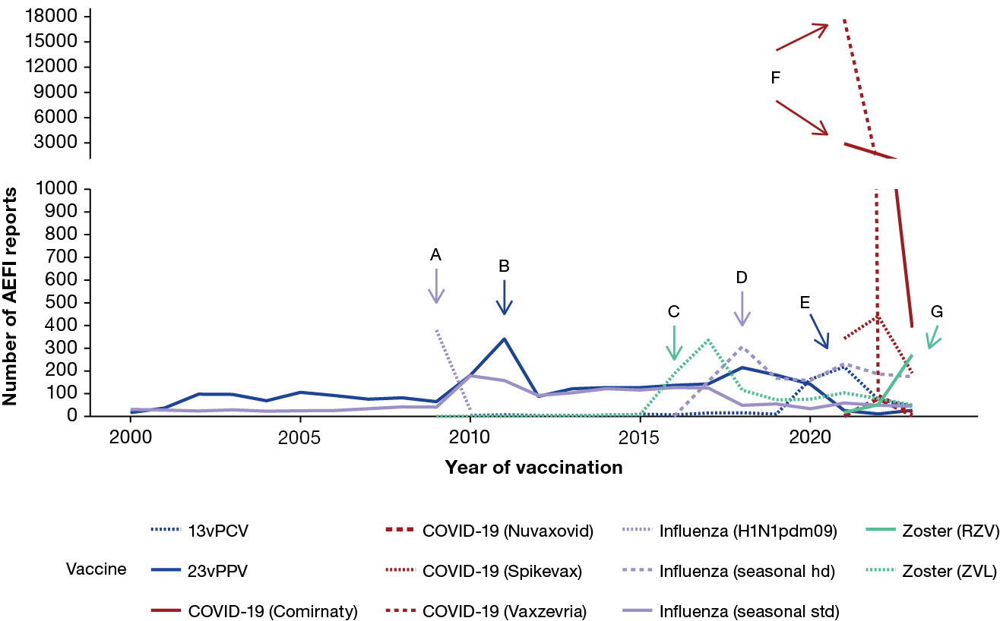 18000
15000
12000
9000
6000
3000
F
1000
900
800
700
600
500
400
300
200
100
0
Number of AEFI reports
A
B
C
D
E
G
2000 2005 2010 2015 2020
Year of vaccination
Vaccine
13vPCV
23vPPV
COVID-19 (Comirnaty)
COVID-19 (Nuvaxovid)
COVID-19 (Spikevax)
COVID-19 (Vaxzevria)
Influenza (H1N1pdm09)
Influenza (seasonal hd)
Influenza (seasonal std)
Zoster (RZV)
Zoster (ZVL)